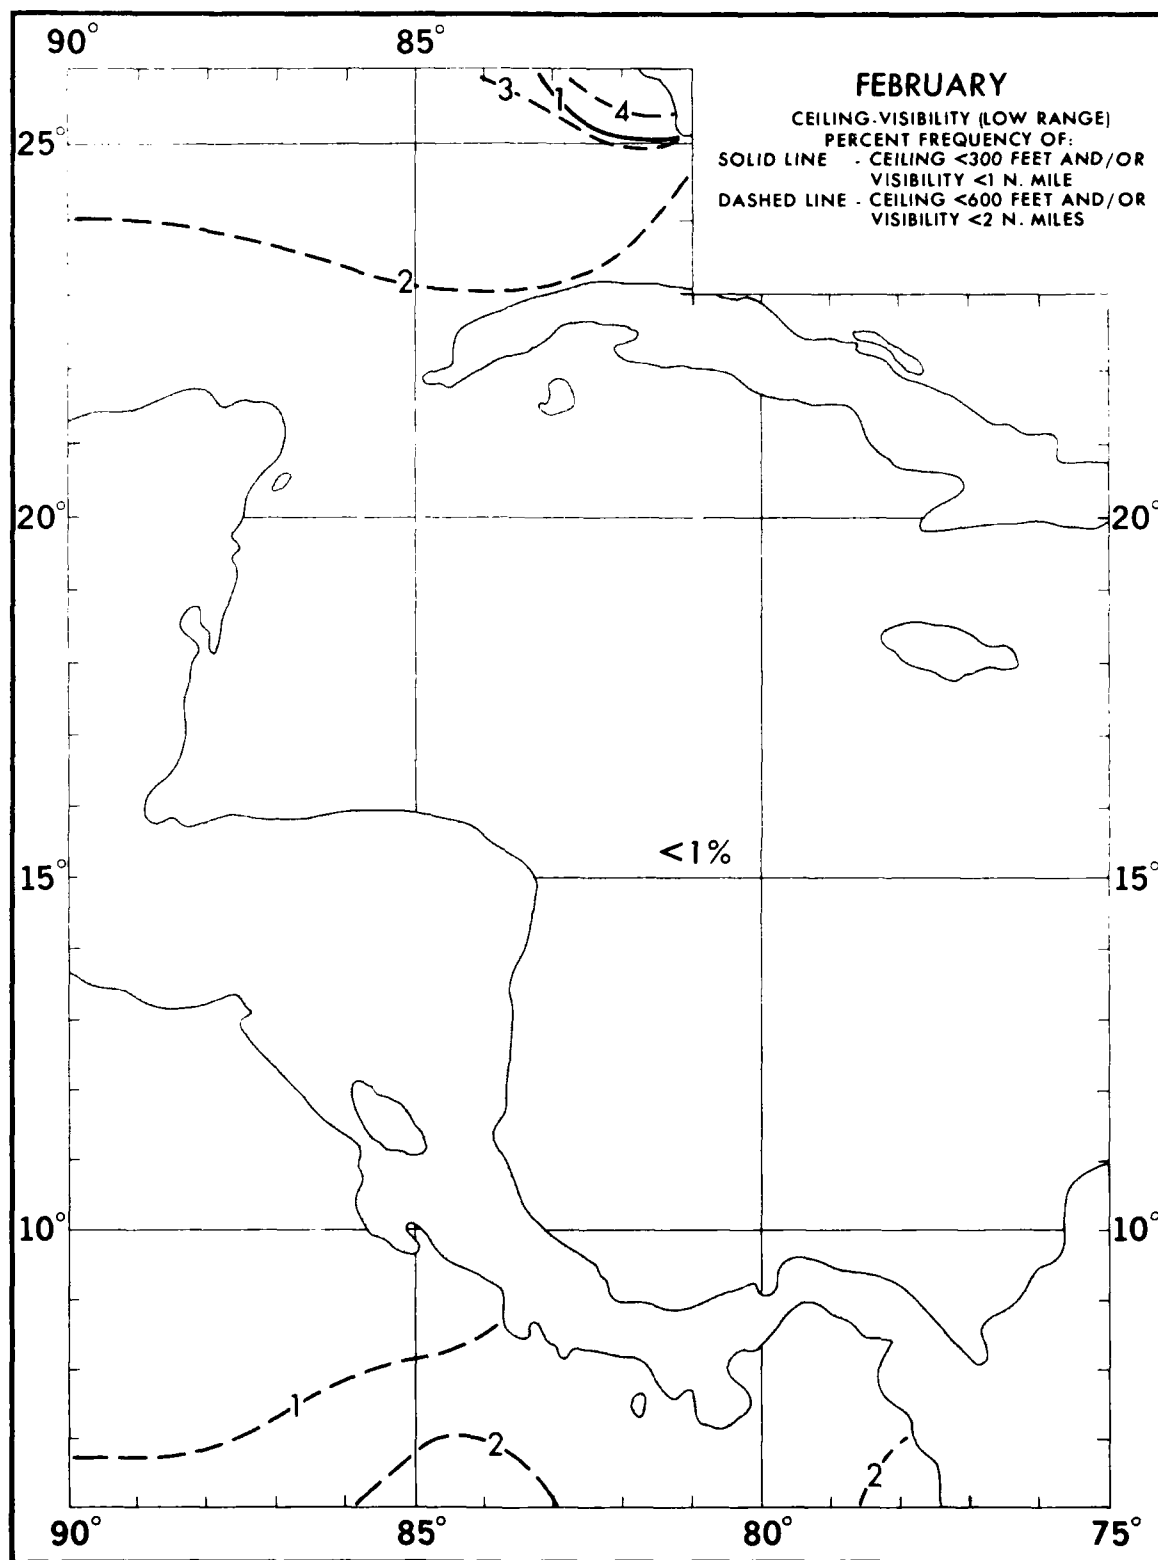 90° 85°
FEBRUARY
CEILING-VISIBILITY (LOW RANGE)
PERCENT FREQUENCY OF:
SOLID LINE - CEILING <300 FEET AND/OR
VISIBILITY <1 N. MILE
DASHED LINE - CEILING <600 FEET AND/OR
VISIBILITY <2 N. MILES
3 1 4
25°
2
20° 20°
<1%
15° 15°
10° 10°
1
2 2
90° 85° 80° 75°